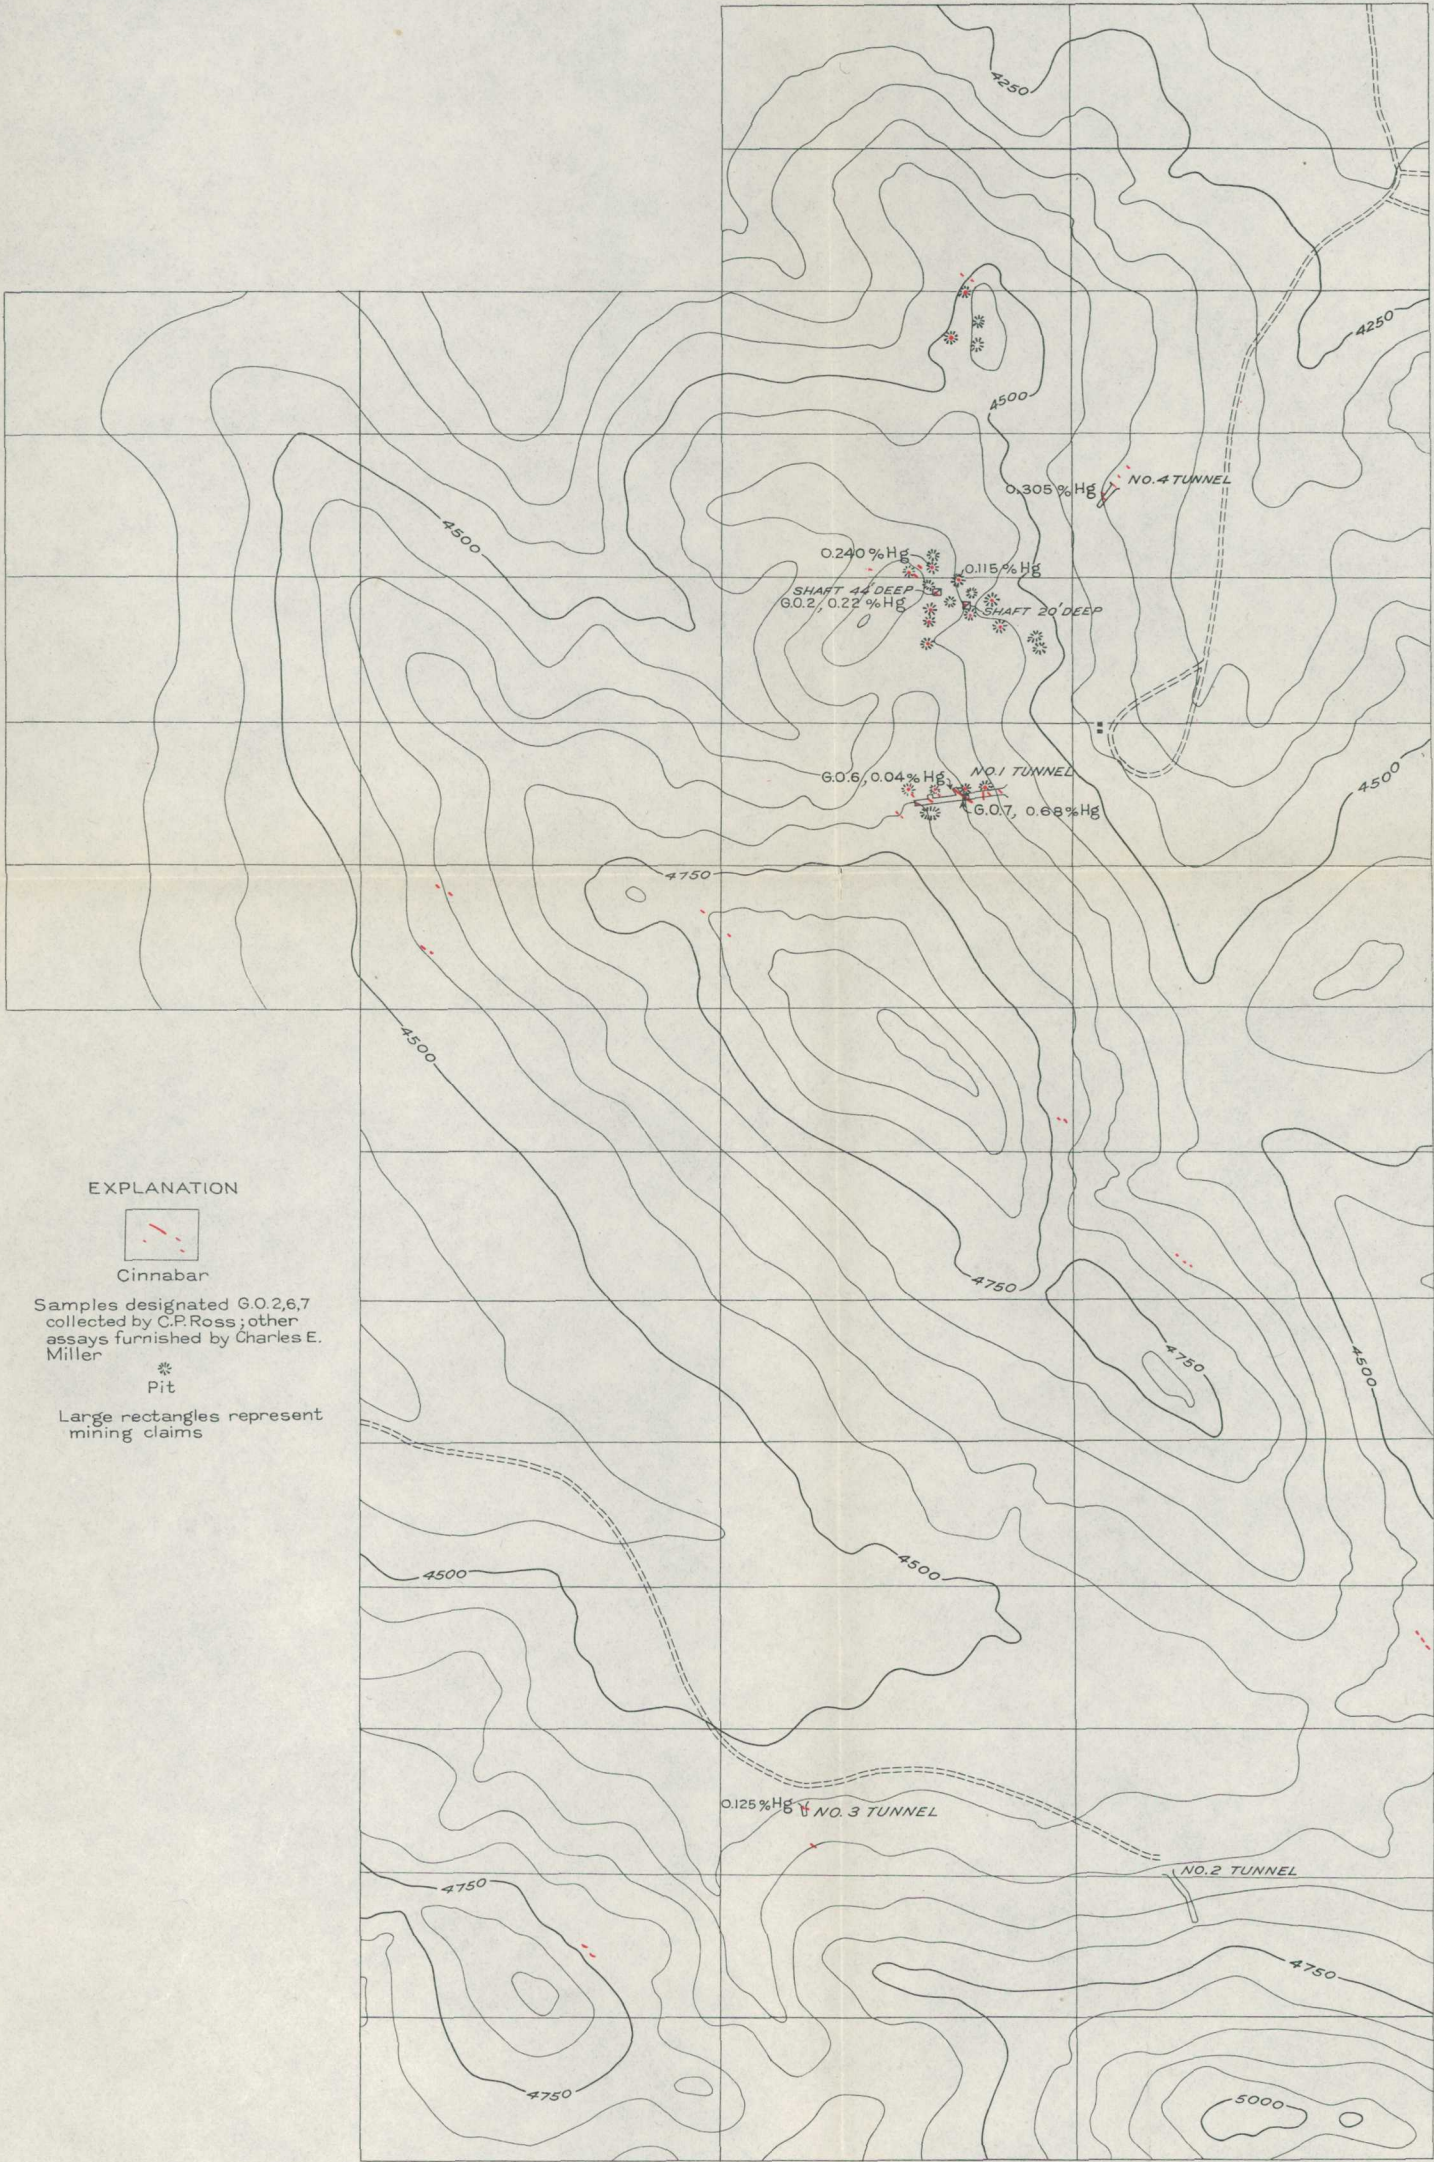 4250
4250
4500
0.305%Hg
NO.4 TUNNEL
4500
0.240%Hg
0.115%Hg
SHAFT 44'DEEP
G.O.2, 0.22%Hg
SHAFT 20'DEEP
G.O.6, 0.04%Hg
NO.1 TUNNEL
4500
G.O.7, 0.68%Hg
4750
4500
EXPLANATION
Cinnabar
Samples designated G.O.2,6,7
collected by C.P.Ross; other
assays furnished by Charles E.
Miller
Pit
Large rectangles represent
mining claims
4750
4750
4500
4500
4500
0.125%Hg
NO. 3 TUNNEL
NO.2 TUNNEL
4750
4750
4750
5000